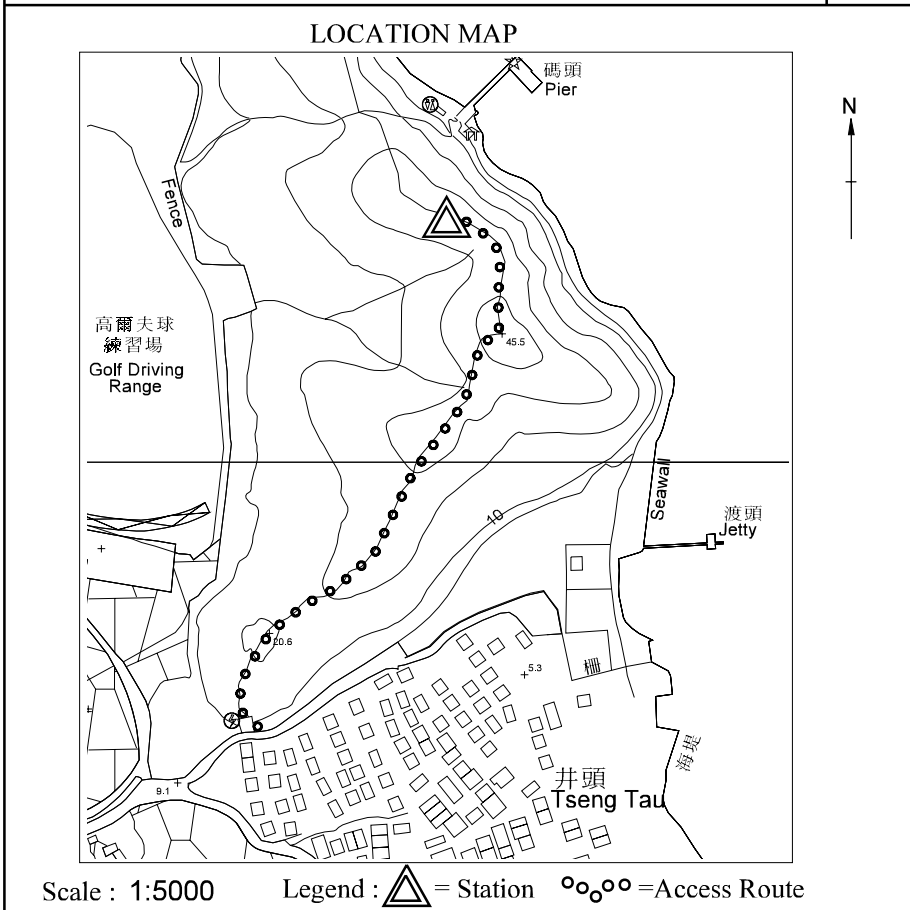 LOCATION MAP
碼頭
Pier
N
Fence
高爾夫球
練習場
Golf Driving
Range
45.5
Seawall
10
渡頭
Jetty
20.6
5.3
柵
海堤
9.1
井頭
Tseng Tau
Scale : 1:5000
Legend : = Station
=Access Route